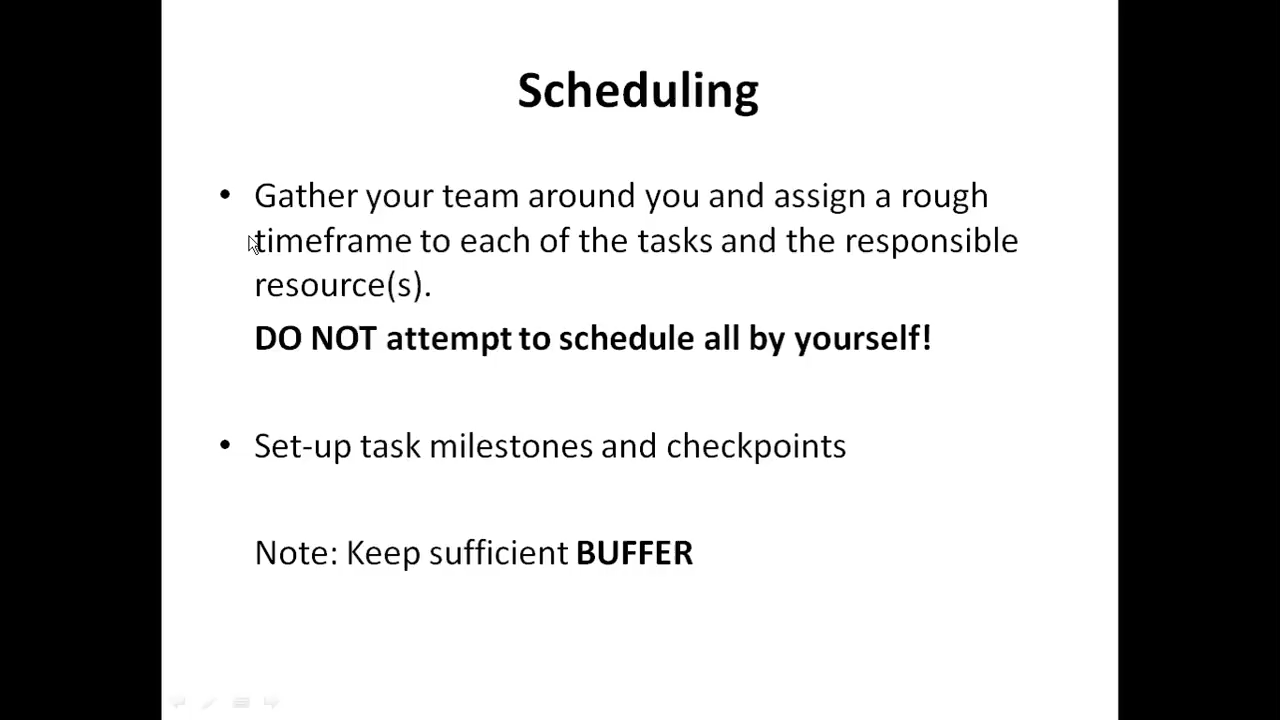 Scheduling
• Gather your team around you and assign a rough
timeframe to each of the tasks and the responsible
resource(s).
DO NOT attempt to schedule all by yourself!
• Set-up task milestones and checkpoints
Note: Keep sufficient BUFFER